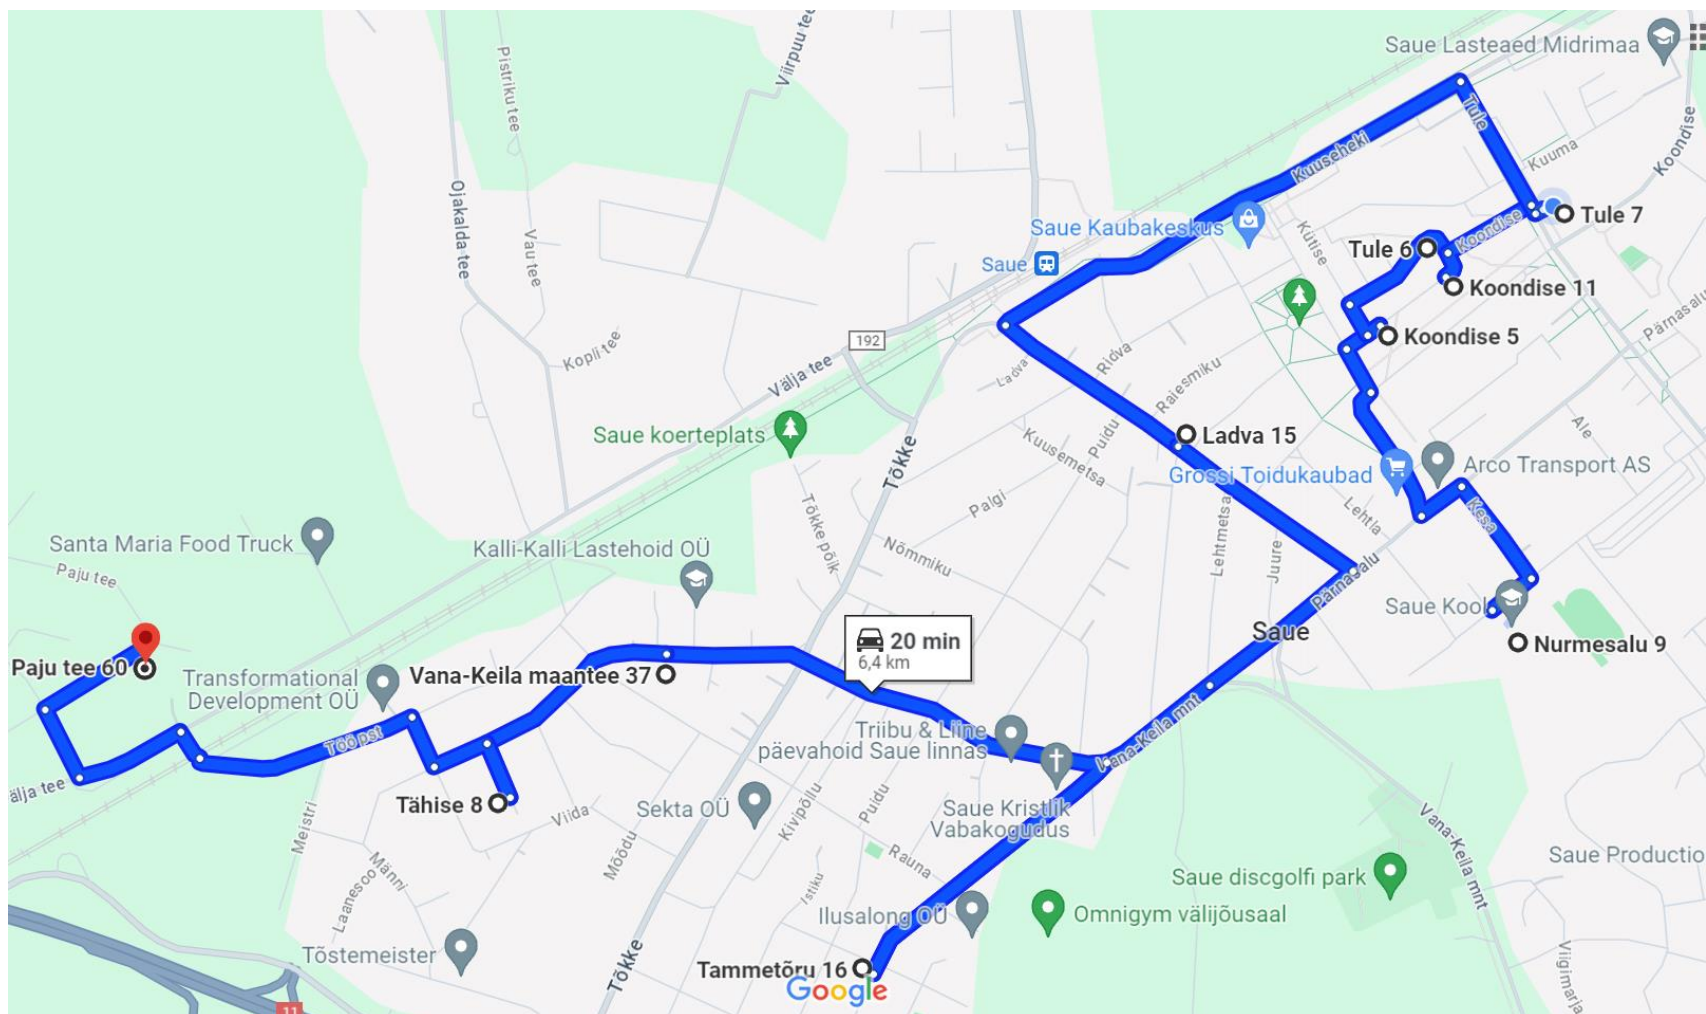 Saue Lasteaed Midrimaa
Viirpuu tee
Pistriku tee
Tule
Koondise
Kuuma
Kuuseheki
Ojakalda tee
Vau tee
Saue Kaubakeskus
Kütise
Koondise
Tule 7
Tule 6
Saue
Koondise 11
Pärnasalu
Koondise 5
192
Kopli tee
Välja tee
Ladva
Ridva
Raiesmiku
Saue koerteplats
Tõkke
Kuusemetsa
Puidu
Ladva 15
Ale
Grossi Toidukaubad
Arco Transport AS
Palgi
Tõkke põik
Lehtmetsa
Lehtla
Kesa
Santa Maria Food Truck
Kalli-Kalli Lastehoid OÜ
Nõmmiku
Juure
Paju tee
Pärnasalu
Saue Kool
20 min
6,4 km
Saue
Nurmesalu 9
Paju tee 60
Transformational
Development OÜ
Vana-Keila maantee 37
Töö pst
Triibu & Liine
päevahoid Saue linnas
Vana-Keila mnt
älja tee
Tähise 8
Viida
Sekta OÜ
Kivipõllu
Puidu
Saue Kristlik
Vabakogudus
Meistri
Mõõdu
Rauna
Vana-Keila mnt
Saue Productio
Männi
Laanesoo
Istiku
Saue discgolfi park
Ilusalong OÜ
Omnigym välijõusaal
Tõstemeister
Tõkke
Tammetõru 16
Google
Viigimarja
11